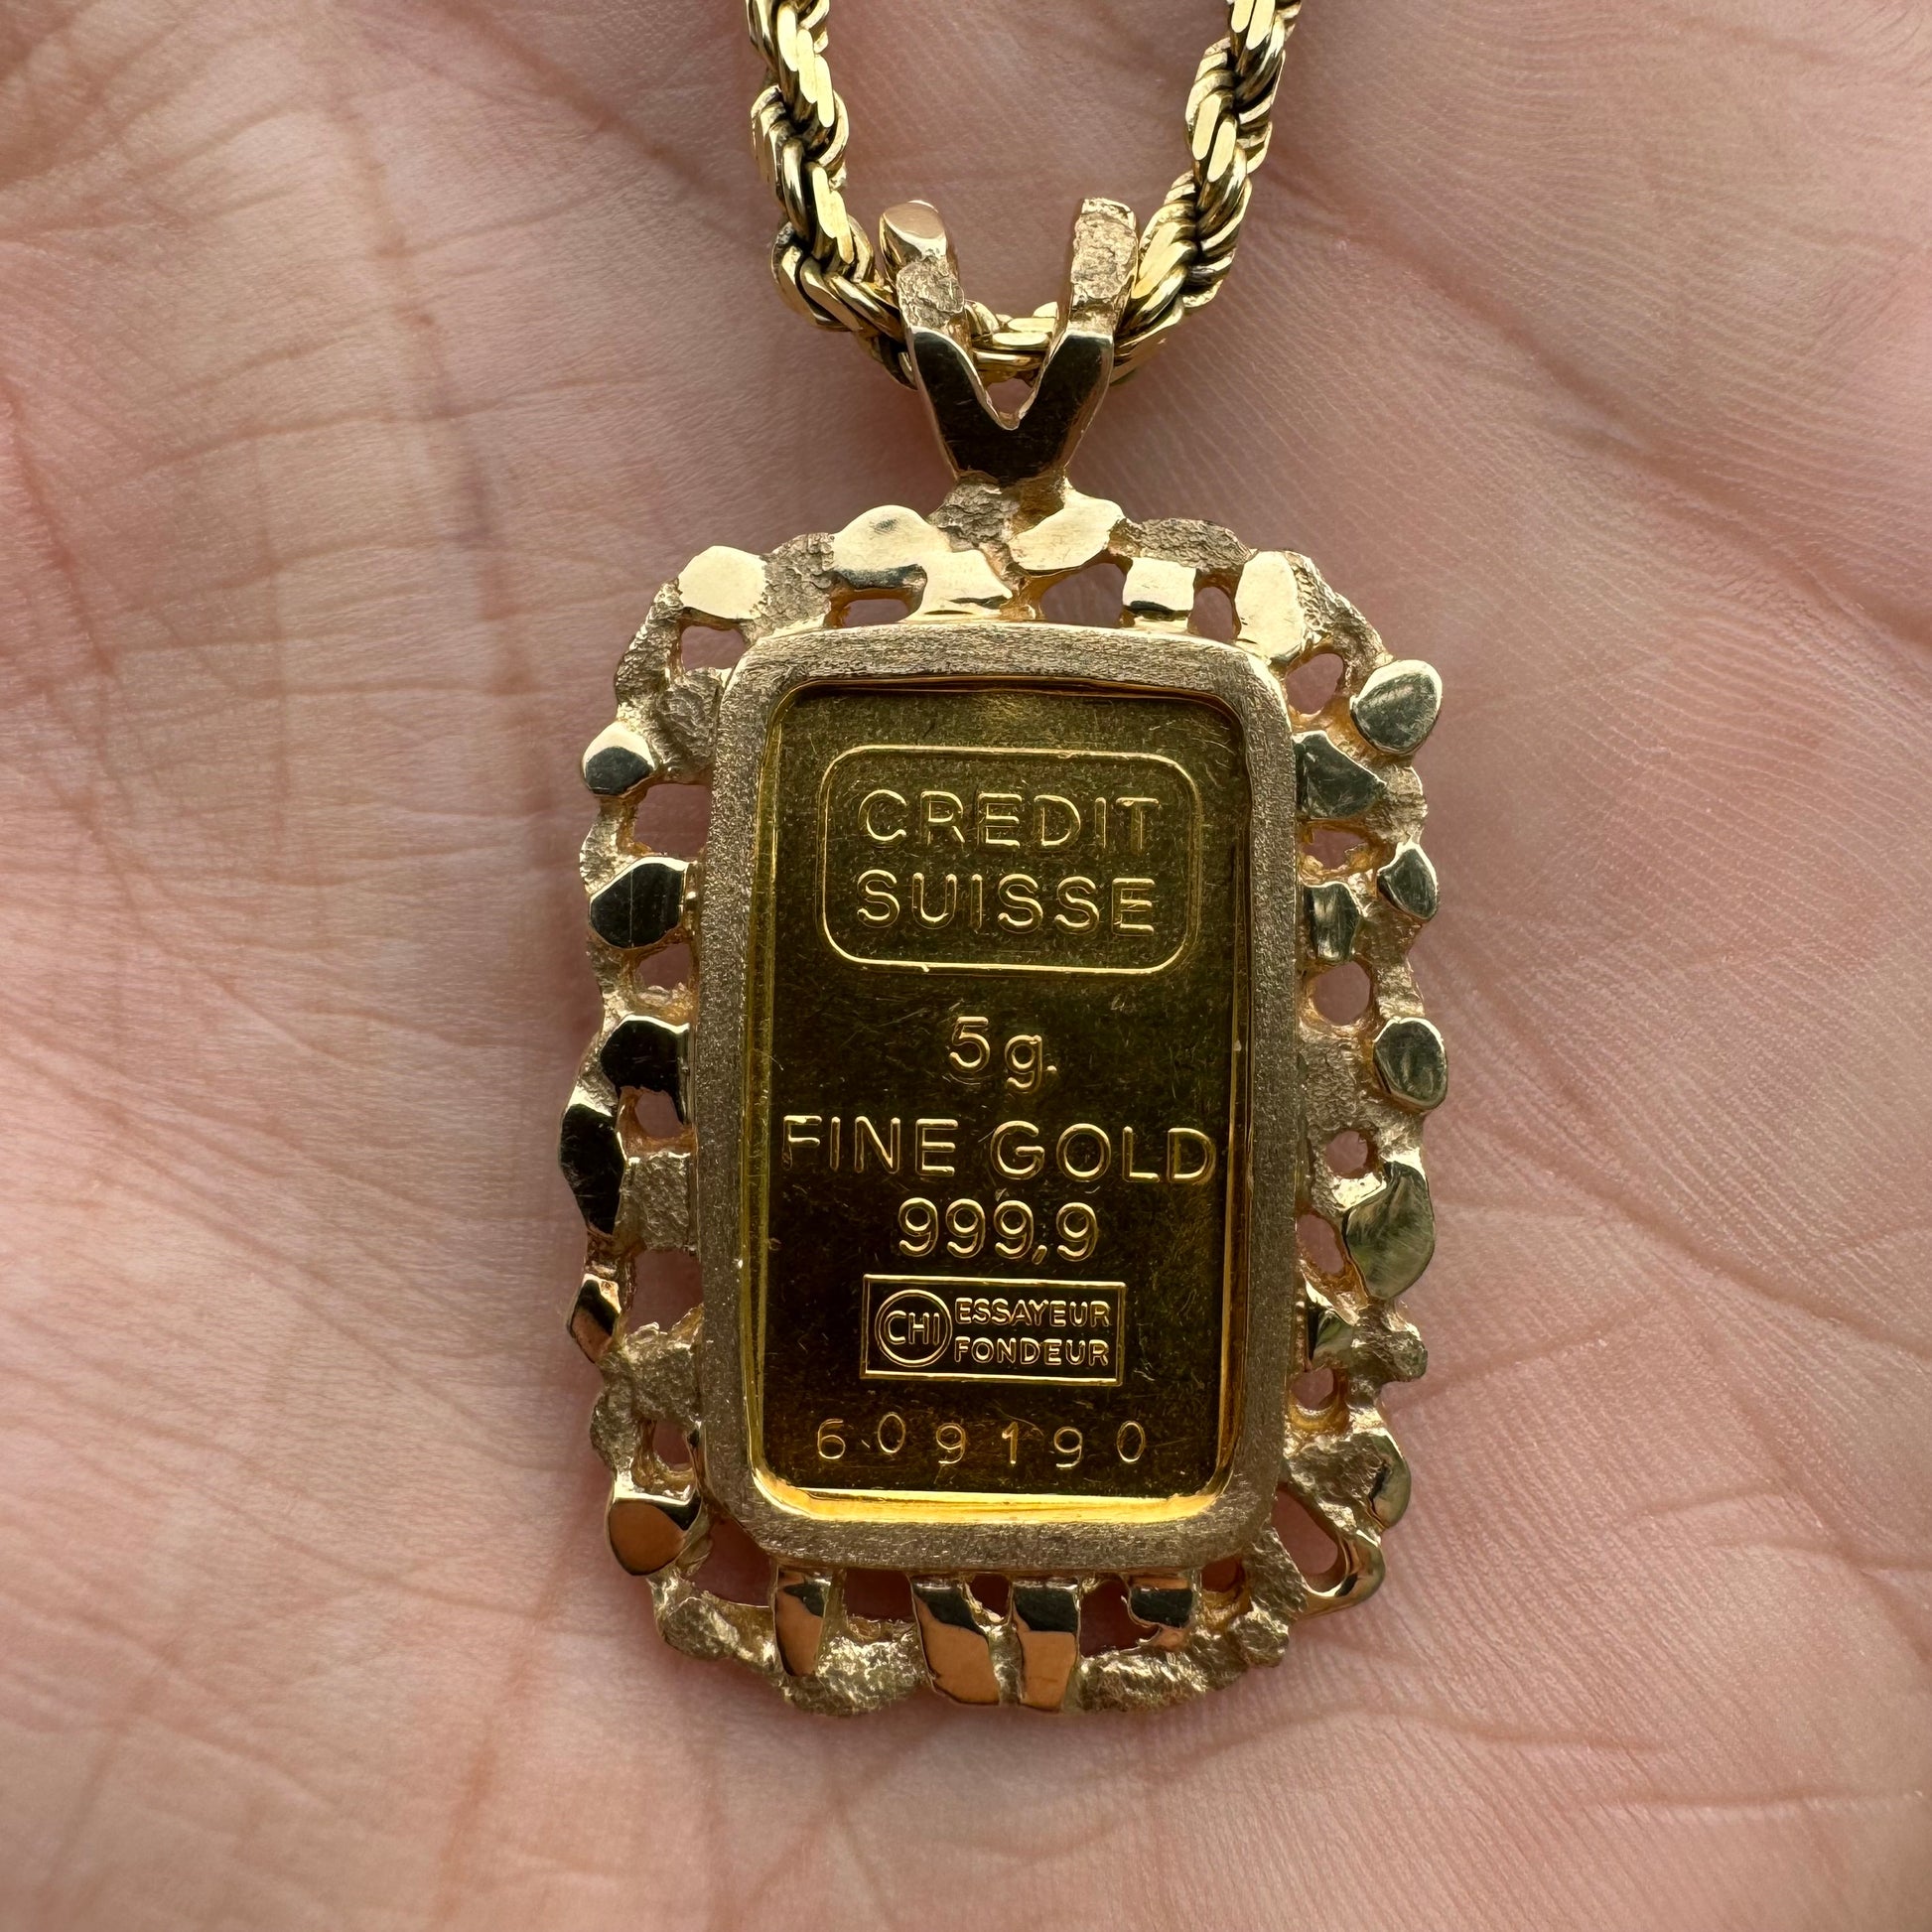 CREDIT
SUISSE
5g.
FINE GOLD
999,9
CHI ESSAYEUR
FONDEUR
609190